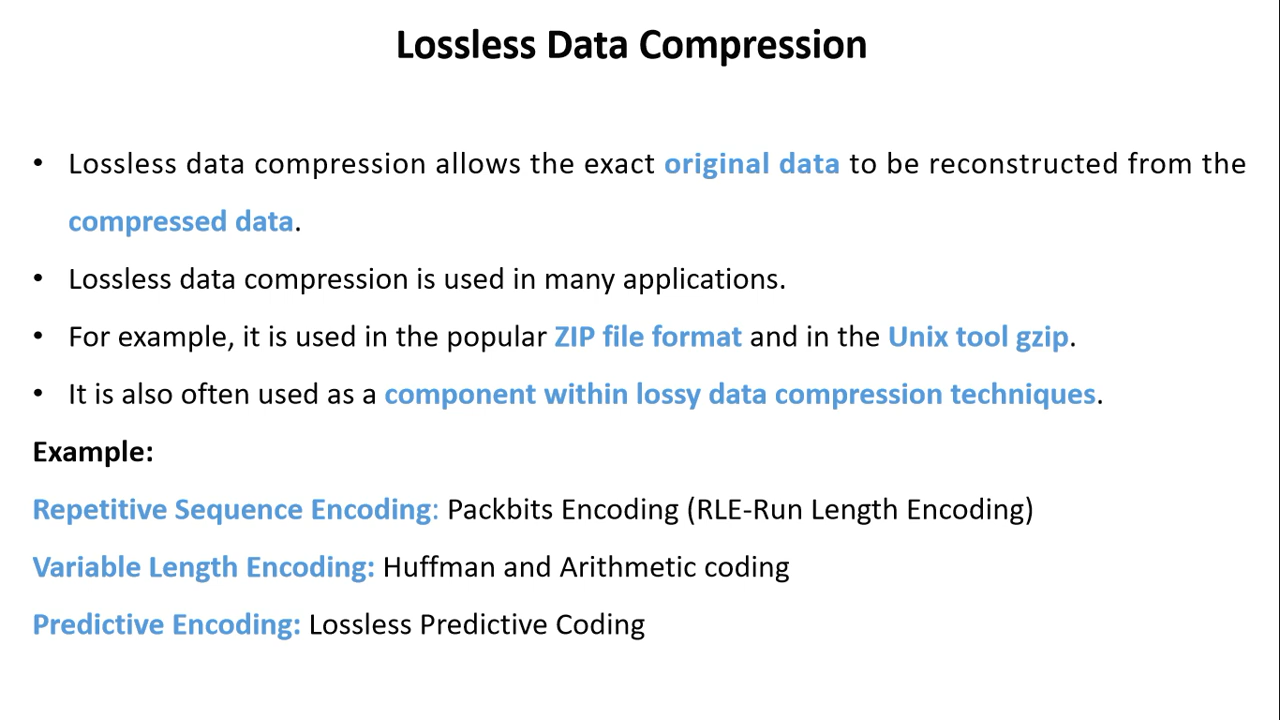 Lossless Data Compression
• Lossless data compression allows the exact original data to be reconstructed from the
compressed data.
• Lossless data compression is used in many applications.
• For example, it is used in the popular ZIP file format and in the Unix tool gzip.
• It is also often used as a component within lossy data compression techniques.
Example:
Repetitive Sequence Encoding: Packbits Encoding (RLE-Run Length Encoding)
Variable Length Encoding: Huffman and Arithmetic coding
Predictive Encoding: Lossless Predictive Coding